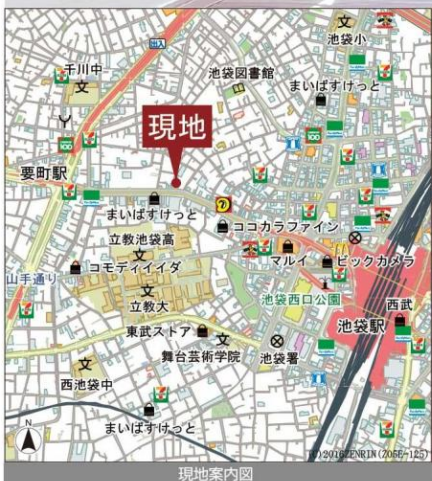 池袋小
千川中
出入
池袋図書館
まいばすけっと
100
100
現地
要町駅
まいばすけっと
ココカラファイン
立教池袋高
コモディイイダ
マルイ
ビックカメラ
山手通り
立教大
池袋西口公園
西武
東武ストア
池袋駅
舞台芸術学院
池袋署
西池袋中
まいばすけっと
N
(C)2016ZENRIN(Z05E-125)
現地案内図